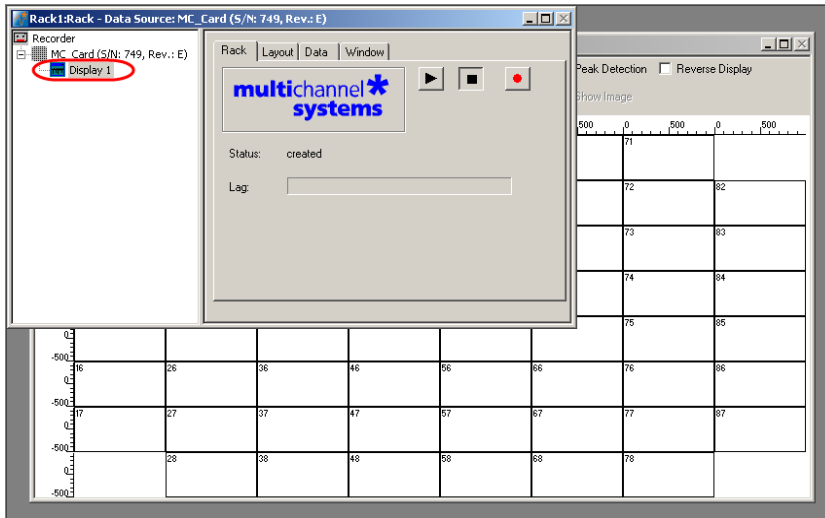 Rack1:Rack - Data Source: MC_Card (S/N: 749, Rev.: E)
Recorder
MC_Card (S/N: 749, Rev.: E)
Display 1
Rack Layout Data Window
multichannel
systems
Status: created
Lag:
Peak Detection Reverse Display
Show Image
500 0 500 0 500
71
72 82
73 83
74 84
75 85
0
-500
16 26 36 46 56 66 76 86
0
-500
17 27 37 47 57 67 77 87
0
-500
28 38 48 58 68 78
0
-500